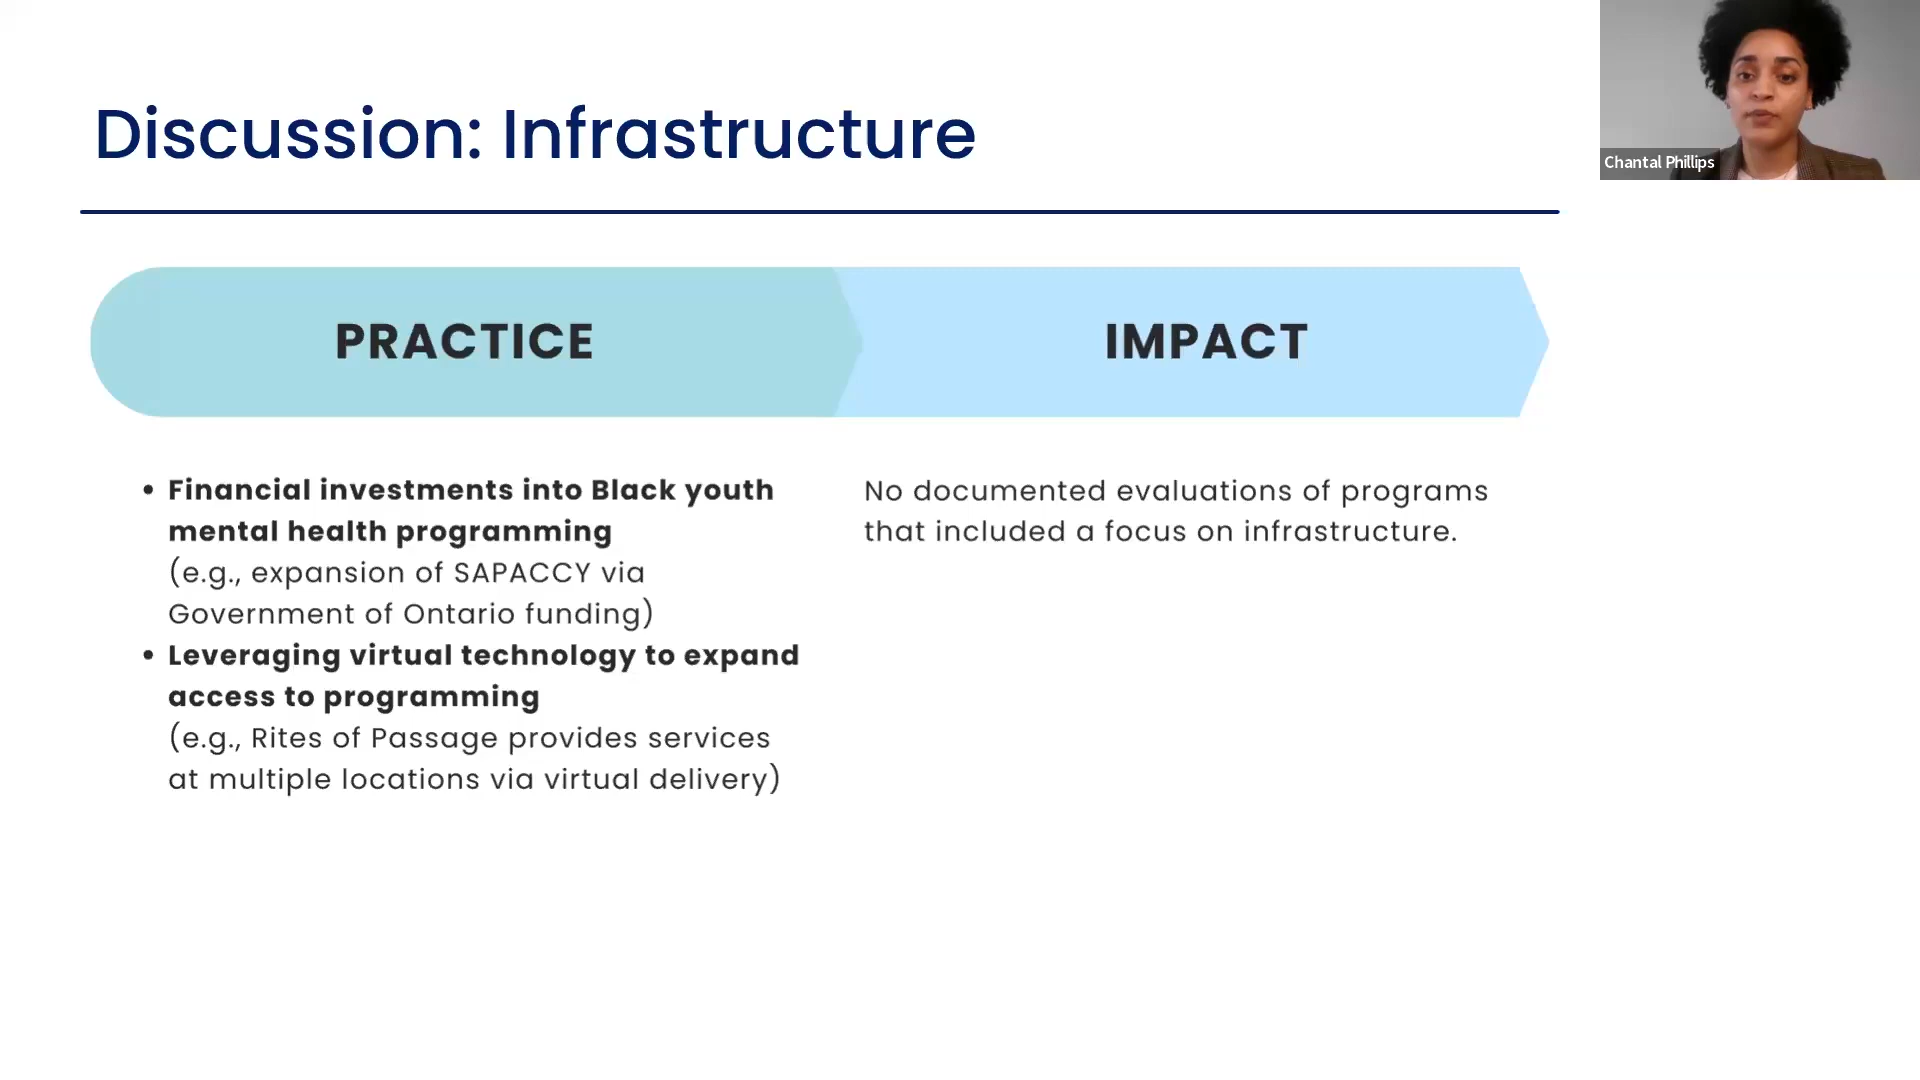 Discussion: Infrastructure
Chantal Phillips
PRACTICE
IMPACT
• Financial investments into Black youth
mental health programming
(e.g., expansion of SAPACCY via
Government of Ontario funding)
• Leveraging virtual technology to expand
access to programming
(e.g., Rites of Passage provides services
at multiple locations via virtual delivery)
No documented evaluations of programs
that included a focus on infrastructure.